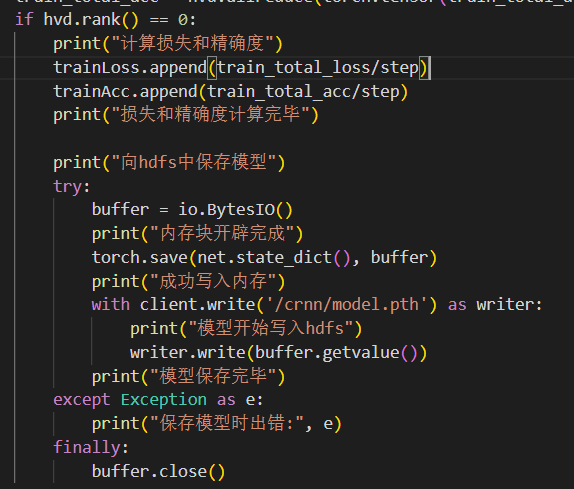 if hvd.rank() == 0:
    print("计算损失和精确度")
    trainLoss.append(train_total_loss/step)
    trainAcc.append(train_total_acc/step)
    print("损失和精确度计算完毕")

    print("向hdfs中保存模型")
    try:
        buffer = io.BytesIO()
        print("内存块开辟完成")
        torch.save(net.state_dict(), buffer)
        print("成功写入内存")
        with client.write('/crnn/model.pth') as writer:
            print("模型开始写入hdfs")
            writer.write(buffer.getvalue())
        print("模型保存完毕")
    except Exception as e:
        print("保存模型时出错:", e)
    finally:
        buffer.close()